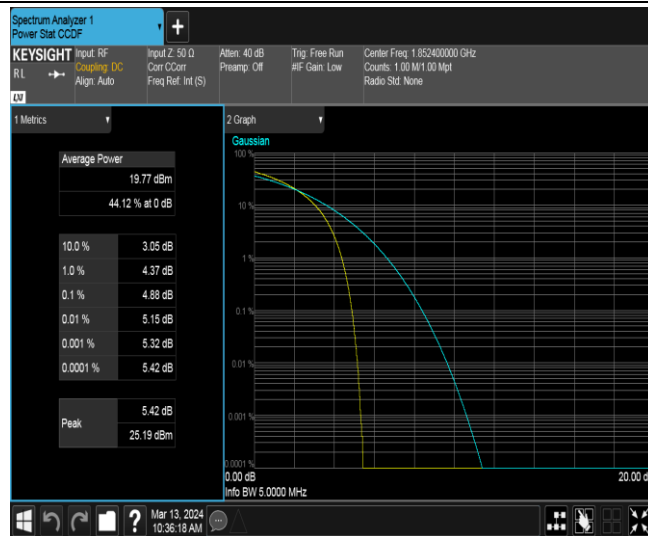 Spectrum Analyzer 1
Power Stat CCDF
+
KEYSIGHT
RL
LXI
Input: RF
Coupling: DC
Align: Auto
Input Z: 50 Ω
Corr CCorr
Freq Ref: Int (S)
Atten: 40 dB
Preamp: Off
Trig: Free Run
#IF Gain: Low
Center Freq: 1.852400000 GHz
Counts: 1.00 M/1.00 Mpt
Radio Std: None
1 Metrics
Average Power
19.77 dBm
44.12 % at 0 dB
10.0 % 3.05 dB
1.0 % 4.37 dB
0.1 % 4.88 dB
0.01 % 5.15 dB
0.001 % 5.32 dB
0.0001 % 5.42 dB
Peak
5.42 dB
25.19 dBm
2 Graph
Gaussian
100 %
10 %
1 %
0.1 %
0.01 %
0.001 %
0.0001 %
0.00 dB
20.00 d
Info BW 5.0000 MHz
?
Mar 13, 2024
10:36:18 AM